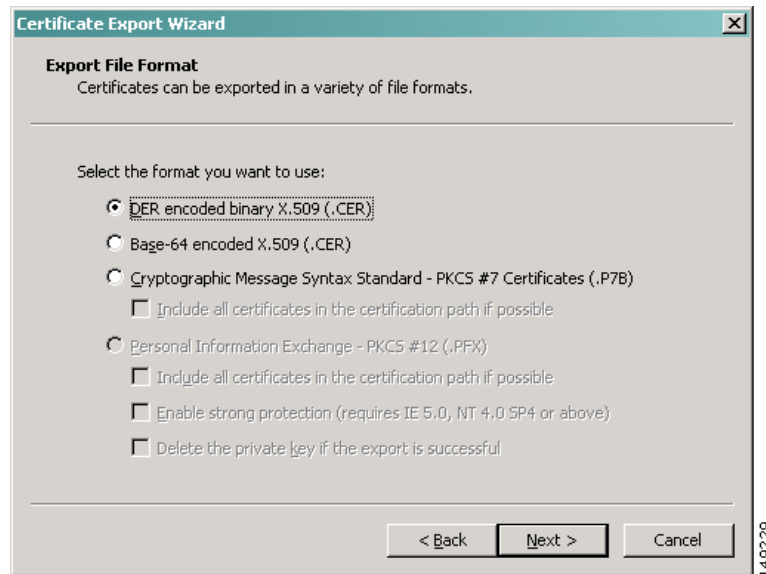 Certificate Export Wizard
Export File Format
Certificates can be exported in a variety of file formats.
Select the format you want to use:
DER encoded binary X.509 (.CER)
Base-64 encoded X.509 (.CER)
Cryptographic Message Syntax Standard - PKCS #7 Certificates (.P7B)
Include all certificates in the certification path if possible
Personal Information Exchange - PKCS #12 (.PFX)
Include all certificates in the certification path if possible
Enable strong protection (requires IE 5.0, NT 4.0 SP4 or above)
Delete the private key if the export is successful
< Back
Next >
Cancel